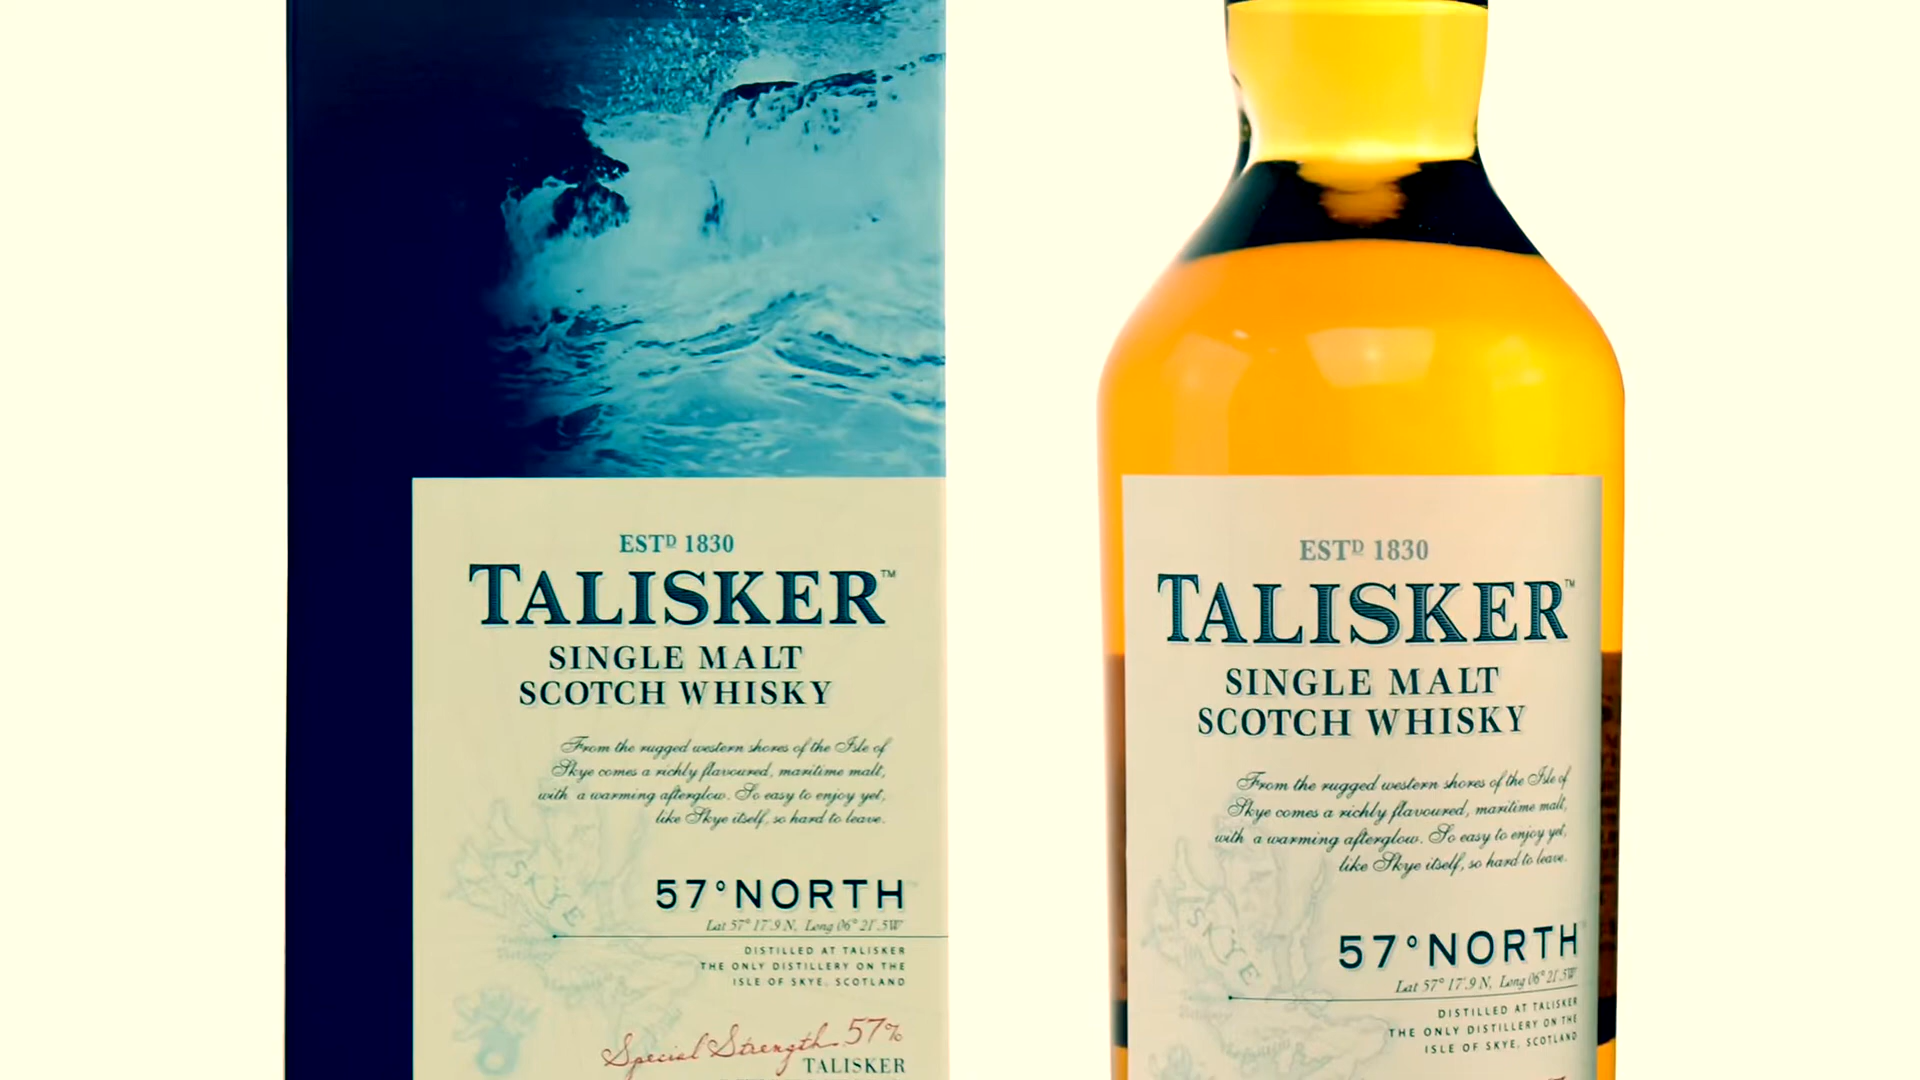 ESTD 1830
TALISKER™
SINGLE MALT
SCOTCH WHISKY
From the rugged western shores of the Isle of
Skye comes a richly flavoured, maritime malt,
with a warming afterglow. So easy to enjoy yet,
like Skye itself, so hard to leave.
SKYE
57°NORTH
Lat 57° 17'.9 N, Long 06° 21'.5W
DISTILLED AT TALISKER
THE ONLY DISTILLERY ON THE
ISLE OF SKYE, SCOTLAND
Special Strength 57%
TALISKER
ESTD 1830
TALISKER™
SINGLE MALT
SCOTCH WHISKY
From the rugged western shores of the Isle of
Skye comes a richly flavoured, maritime malt,
with a warming afterglow. So easy to enjoy yet,
like Skye itself, so hard to leave.
SKYE
57°NORTH
Lat 57° 17'.9 N, Long 06° 21'.5W
DISTILLED AT TALISKER
THE ONLY DISTILLERY ON THE
ISLE OF SKYE, SCOTLAND